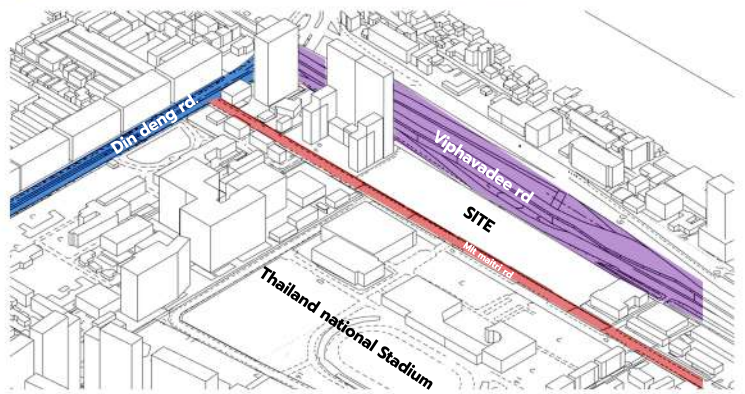 Din deng rd.
Viphavadee rd
SITE
Mit maitri rd
Thailand national Stadium